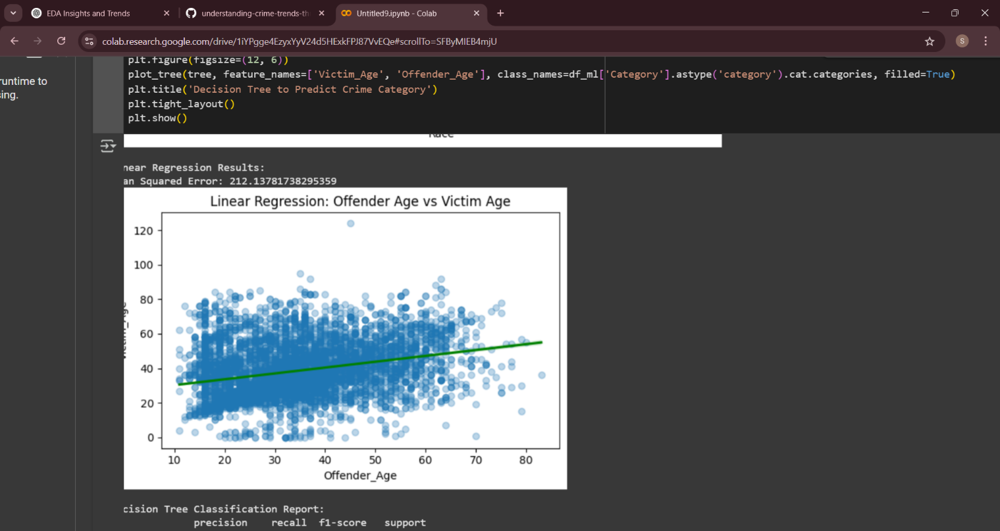 EDA Insights and Trends
understanding-crime-trends-th
Untitled9.ipynb - Colab
colab.research.google.com/drive/1iYPgge4EzyxYyV24d5HExkFPJ87VvEQe#scrollTo=SFByMIEB4mjU
S
runtime to
sing.
plt.figure(figsize=(12, 6))
plot_tree(tree, feature_names=['Victim_Age', 'Offender_Age'], class_names=df_ml['Category'].astype('category').cat.categories, filled=True)
plt.title('Decision Tree to Predict Crime Category')
plt.tight_layout()
plt.show()
Race
near Regression Results:
an Squared Error: 212.13781738295359
Linear Regression: Offender Age vs Victim Age
120
100
80
60
40
20
0
Victim_Age
10 20 30 40 50 60 70 80
Offender_Age
cision Tree Classification Report:
precision recall f1-score support